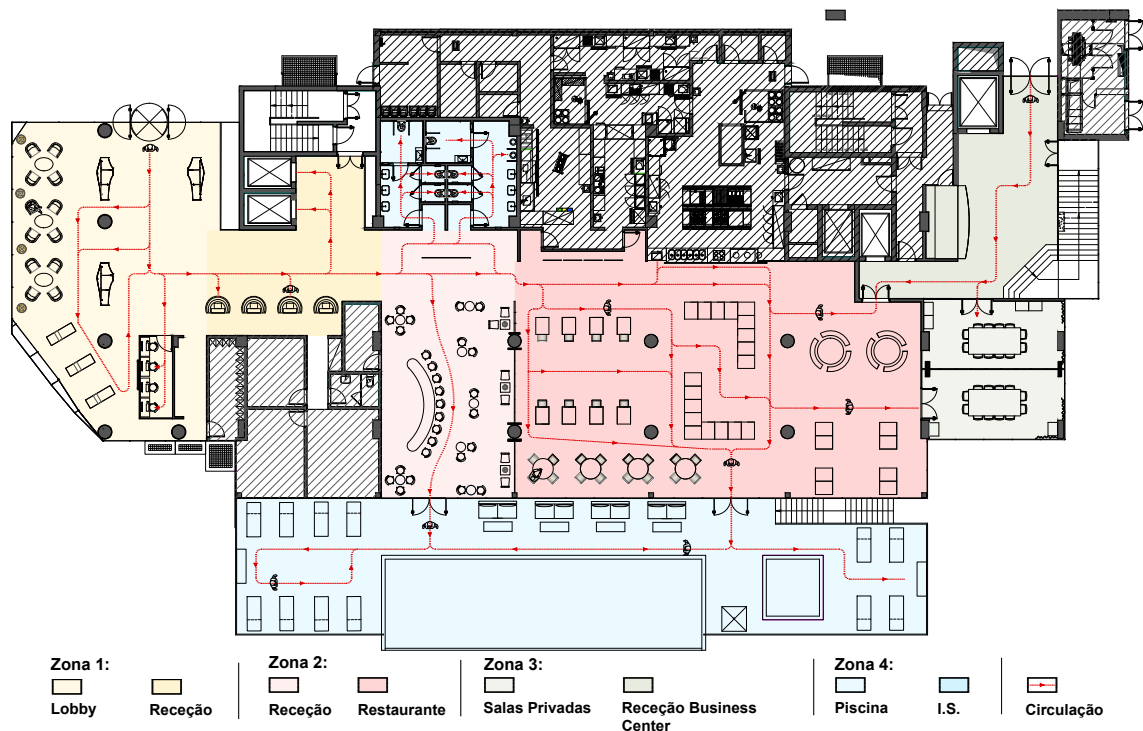 Zona 1:
Lobby
Receção
Zona 2:
Receção
Restaurante
Zona 3:
Salas Privadas
Receção Business
Center
Zona 4:
Piscina
I.S.
Circulação